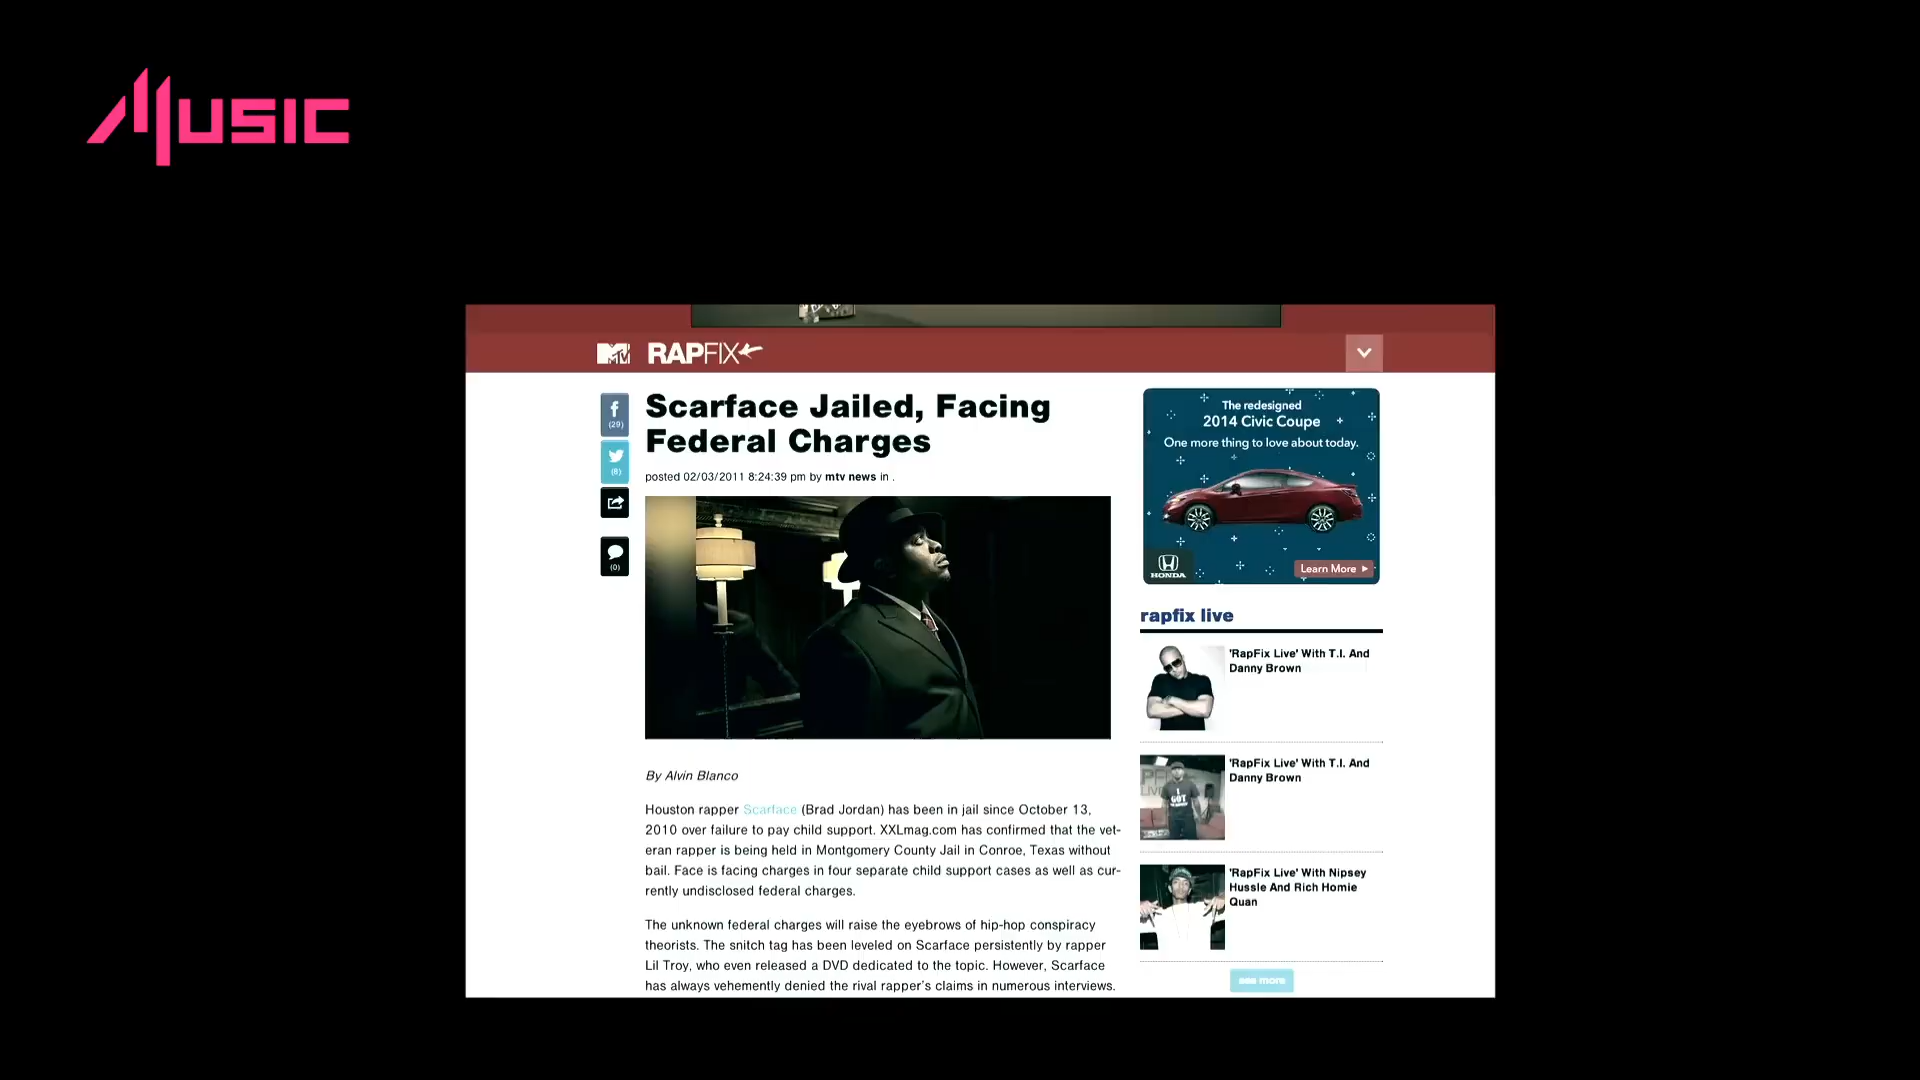 MUSIC
MTV RAPFIX
f
(29)
(8)
(0)
Scarface Jailed, Facing
Federal Charges
posted 02/03/2011 8:24:39 pm by mtv news in .
By Alvin Blanco
Houston rapper Scarface (Brad Jordan) has been in jail since October 13,
2010 over failure to pay child support. XXLmag.com has confirmed that the vet-
eran rapper is being held in Montgomery County Jail in Conroe, Texas without
bail. Face is facing charges in four separate child support cases as well as cur-
rently undisclosed federal charges.
The unknown federal charges will raise the eyebrows of hip-hop conspiracy
theorists. The snitch tag has been leveled on Scarface persistently by rapper
Lil Troy, who even released a DVD dedicated to the topic. However, Scarface
has always vehemently denied the rival rapper's claims in numerous interviews.
The redesigned
2014 Civic Coupe
One more thing to love about today.
HONDA
Learn More
rapfix live
'RapFix Live' With T.I. And
Danny Brown
I
GOT
'RapFix Live' With T.I. And
Danny Brown
'RapFix Live' With Nipsey
Hussle And Rich Homie
Quan
see more